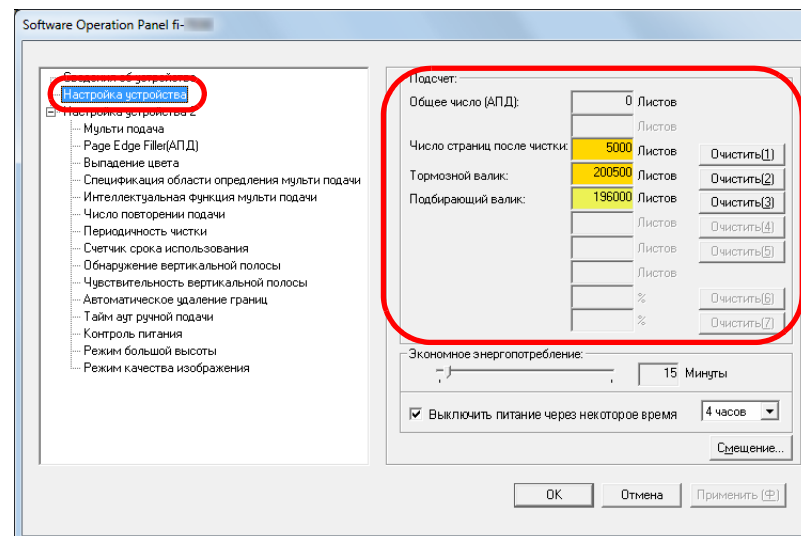 Software Operation Panel fi-
Сведения об устройстве
Настройка устройства
Настройка устройства 2
Мульти подача
Page Edge Filler(АПД)
Выпадение цвета
Спецификация области опредления мульти подачи
Интеллектуальная функция мульти подачи
Число повторении подачи
Периодичность чистки
Счетчик срока использования
Обнаружение вертикальной полосы
Чувствительность вертикальной полосы
Автоматическое удаление границ
Тайм аут ручной подачи
Контроль питания
Режим большой высоты
Режим качества изображения
Подсчет:
Общее число (АПД): 0 Листов
Листов
Число страниц после чистки: 5000 Листов Очистить(1)
Тормозной валик: 200500 Листов Очистить(2)
Подбирающий валик: 196000 Листов Очистить(3)
Листов Очистить(4)
Листов Очистить(5)
Листов
% Очистить(6)
% Очистить(7)
Экономное энергопотребление:
15 Минуты
Выключить питание через некоторое время 4 часов
Смещение...
OK Отмена Применить (Ф)